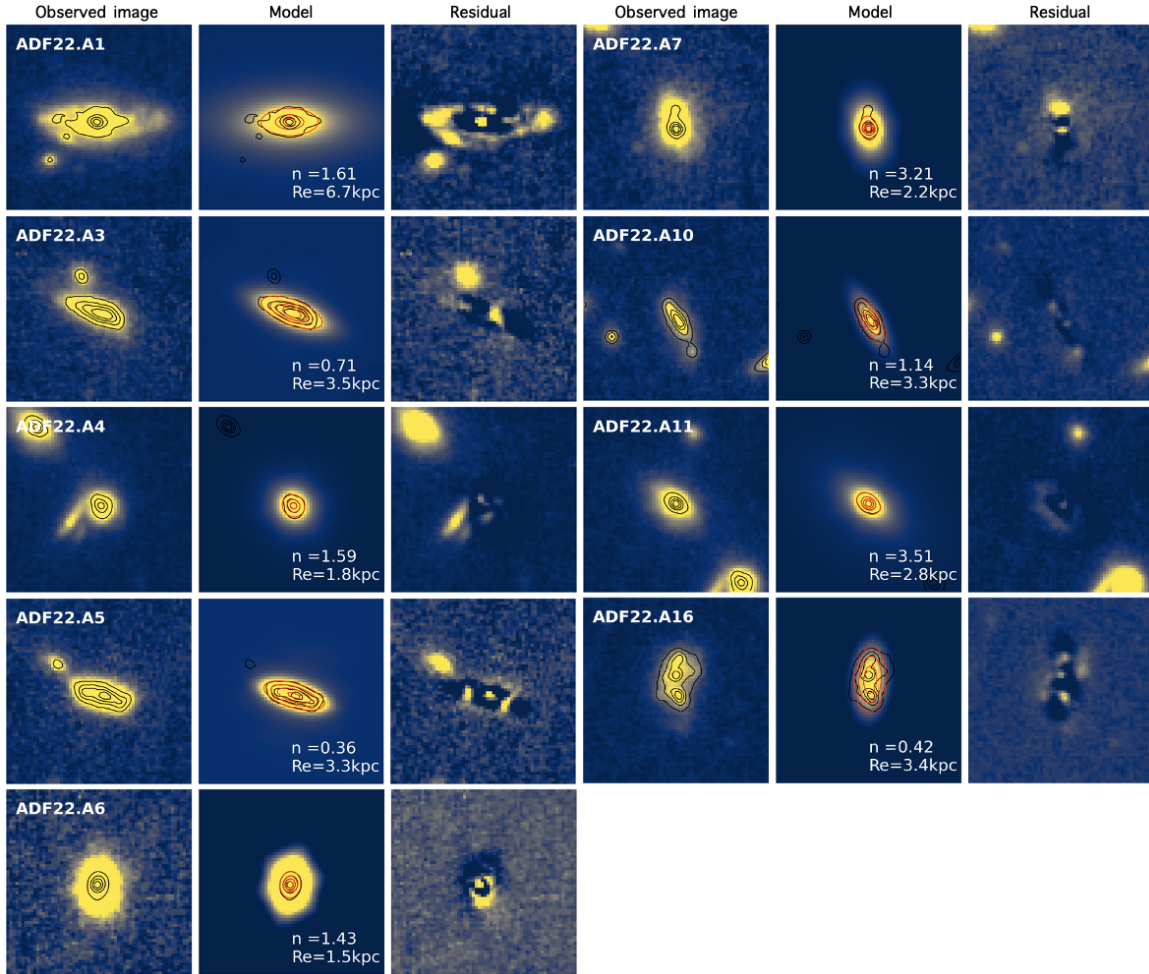 Observed image Model Residual Observed image Model Residual
ADF22.A1
n =1.61
Re=6.7kpc
ADF22.A7
n =3.21
Re=2.2kpc
ADF22.A3
n =0.71
Re=3.5kpc
ADF22.A10
n =1.14
Re=3.3kpc
ADF22.A4
n =1.59
Re=1.8kpc
ADF22.A11
n =3.51
Re=2.8kpc
ADF22.A5
n =0.36
Re=3.3kpc
ADF22.A16
n =0.42
Re=3.4kpc
ADF22.A6
n =1.43
Re=1.5kpc